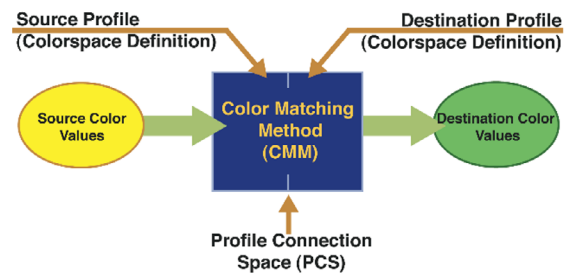 Source Profile
(Colorspace Definition)
Destination Profile
(Colorspace Definition)
Source Color
Values
Color Matching
Method
(CMM)
Destination Color
Values
Profile Connection
Space (PCS)